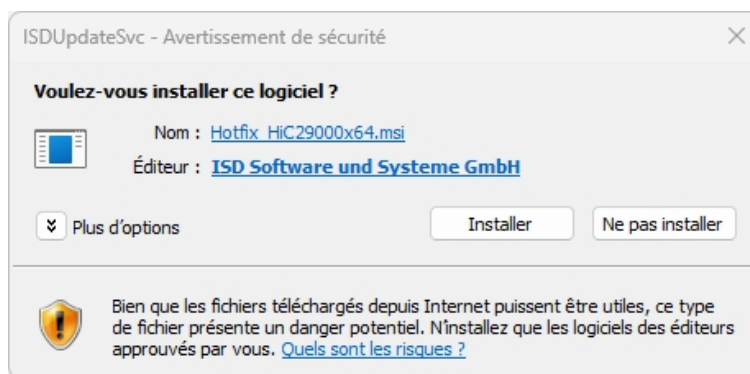 ISDUpdateSvc - Avertissement de sécurité
Voulez-vous installer ce logiciel ?
Nom : Hotfix_HiC29000x64.msi
Éditeur : ISD Software und Systeme GmbH
Plus d'options
Installer
Ne pas installer
Bien que les fichiers téléchargés depuis Internet puissent être utiles, ce type
de fichier présente un danger potentiel. N'installez que les logiciels des éditeurs
approuvés par vous. Quels sont les risques ?